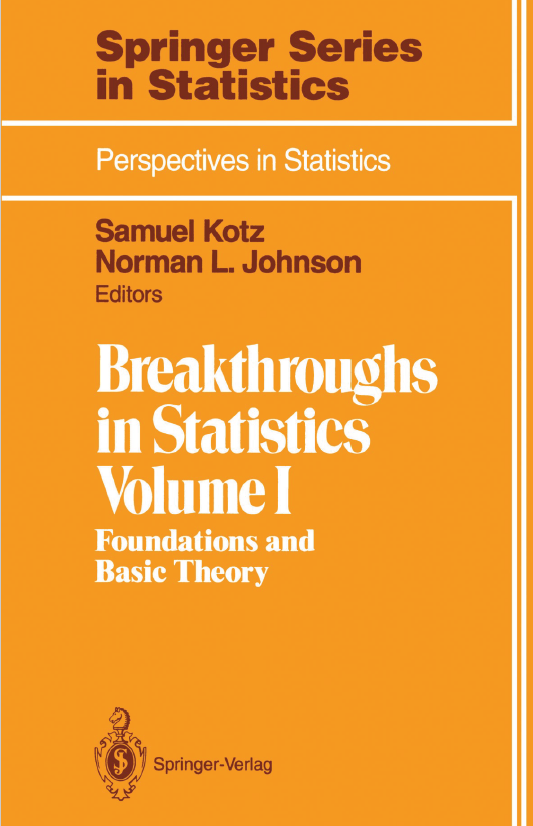 Springer Series
in Statistics
Perspectives in Statistics
Samuel Kotz
Norman L. Johnson
Editors
Breakthroughs
in Statistics
Volume I
Foundations and
Basic Theory
Springer-Verlag